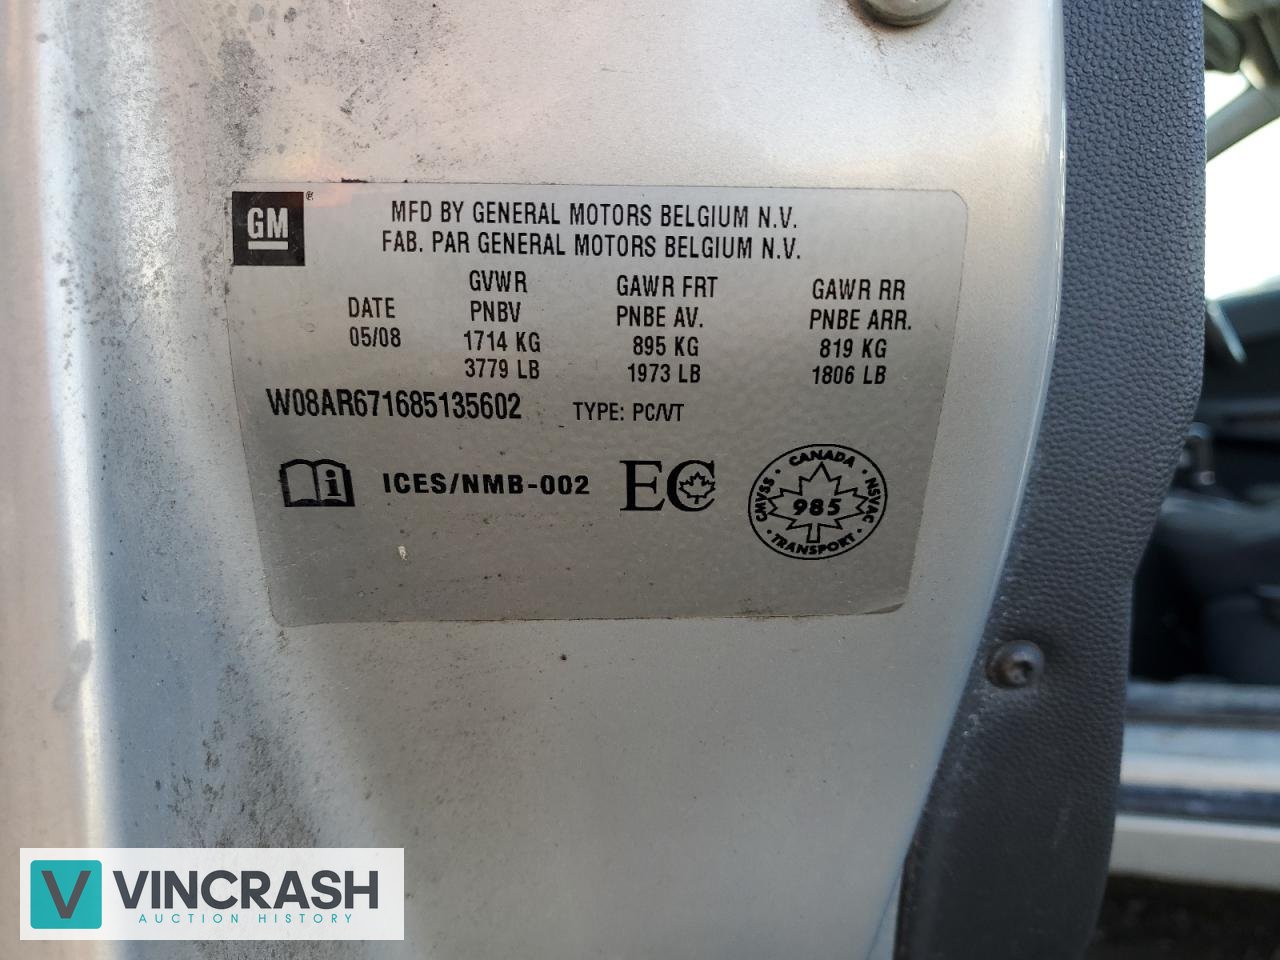 GM ®
MFD BY GENERAL MOTORS BELGIUM N.V.
FAB. PAR GENERAL MOTORS BELGIUM N.V.
DATE
05/08
GVWR
PNBV
1714 KG
3779 LB
GAWR FRT
PNBE AV.
895 KG
1973 LB
GAWR RR
PNBE ARR.
819 KG
1806 LB
W08AR671685135602 TYPE: PC/VT
i ICES/NMB-002 EC
CANADA
CMVSS 985 NSVAC
TRANSPORT
V VINCRASH
AUCTION HISTORY